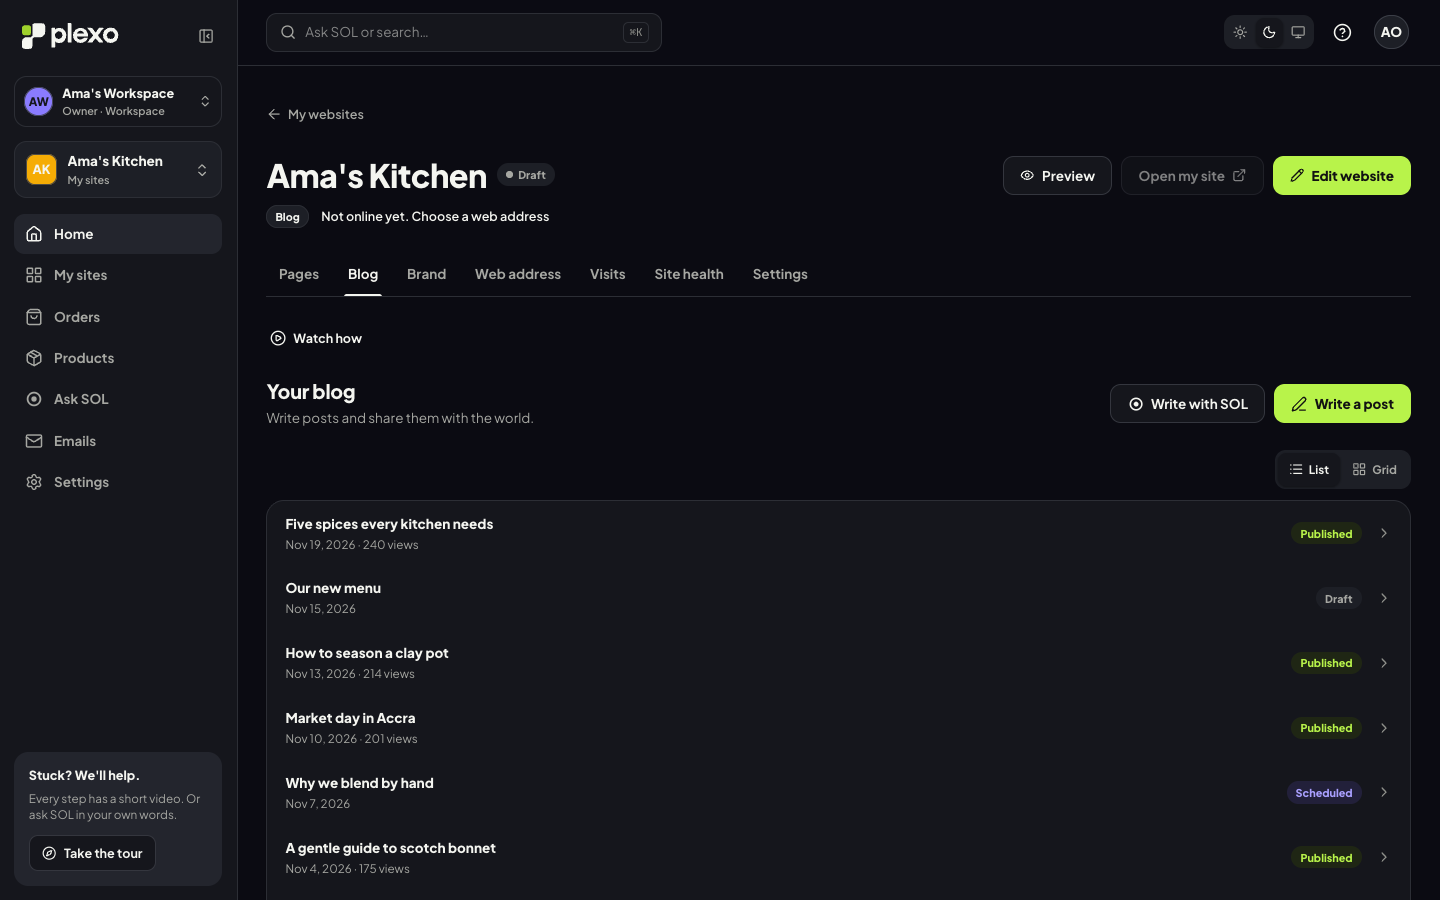 plexo
Ask SOL or search...
⌘K
AO
AW
Ama's Workspace
Owner · Workspace
AK
Ama's Kitchen
My sites
Home
My sites
Orders
Products
Ask SOL
Emails
Settings
Stuck? We'll help.
Every step has a short video. Or
ask SOL in your own words.
Take the tour
My websites
Ama's Kitchen
Draft
Preview
Open my site
Edit website
Blog
Not online yet. Choose a web address
Pages
Blog
Brand
Web address
Visits
Site health
Settings
Watch how
Your blog
Write posts and share them with the world.
Write with SOL
Write a post
List
Grid
Five spices every kitchen needs
Nov 19, 2026 · 240 views
Published
Our new menu
Nov 15, 2026
Draft
How to season a clay pot
Nov 13, 2026 · 214 views
Published
Market day in Accra
Nov 10, 2026 · 201 views
Published
Why we blend by hand
Nov 7, 2026
Scheduled
A gentle guide to scotch bonnet
Nov 4, 2026 · 175 views
Published